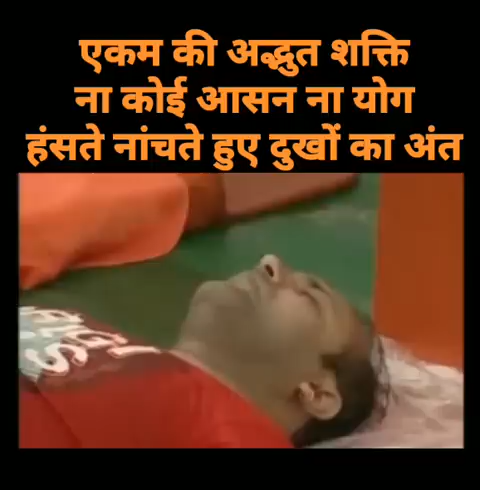 एकम की अद्भुत शक्ति
ना कोई आसन ना योग
हंसते नांचते हुए दुखों का अंत